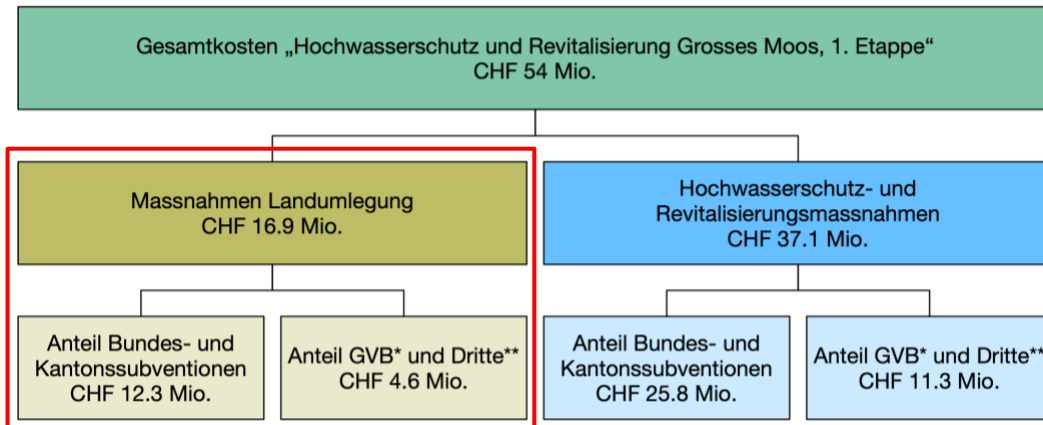 Gesamtkosten „Hochwasserschutz und Revitalisierung Grosses Moos, 1. Etappe“
CHF 54 Mio.
Massnahmen Landumlegung
CHF 16.9 Mio.
Hochwasserschutz- und
Revitalisierungsmassnahmen
CHF 37.1 Mio.
Anteil Bundes- und
Kantonssubventionen
CHF 12.3 Mio.
Anteil GVB* und Dritte**
CHF 4.6 Mio.
Anteil Bundes- und
Kantonssubventionen
CHF 25.8 Mio.
Anteil GVB* und Dritte**
CHF 11.3 Mio.